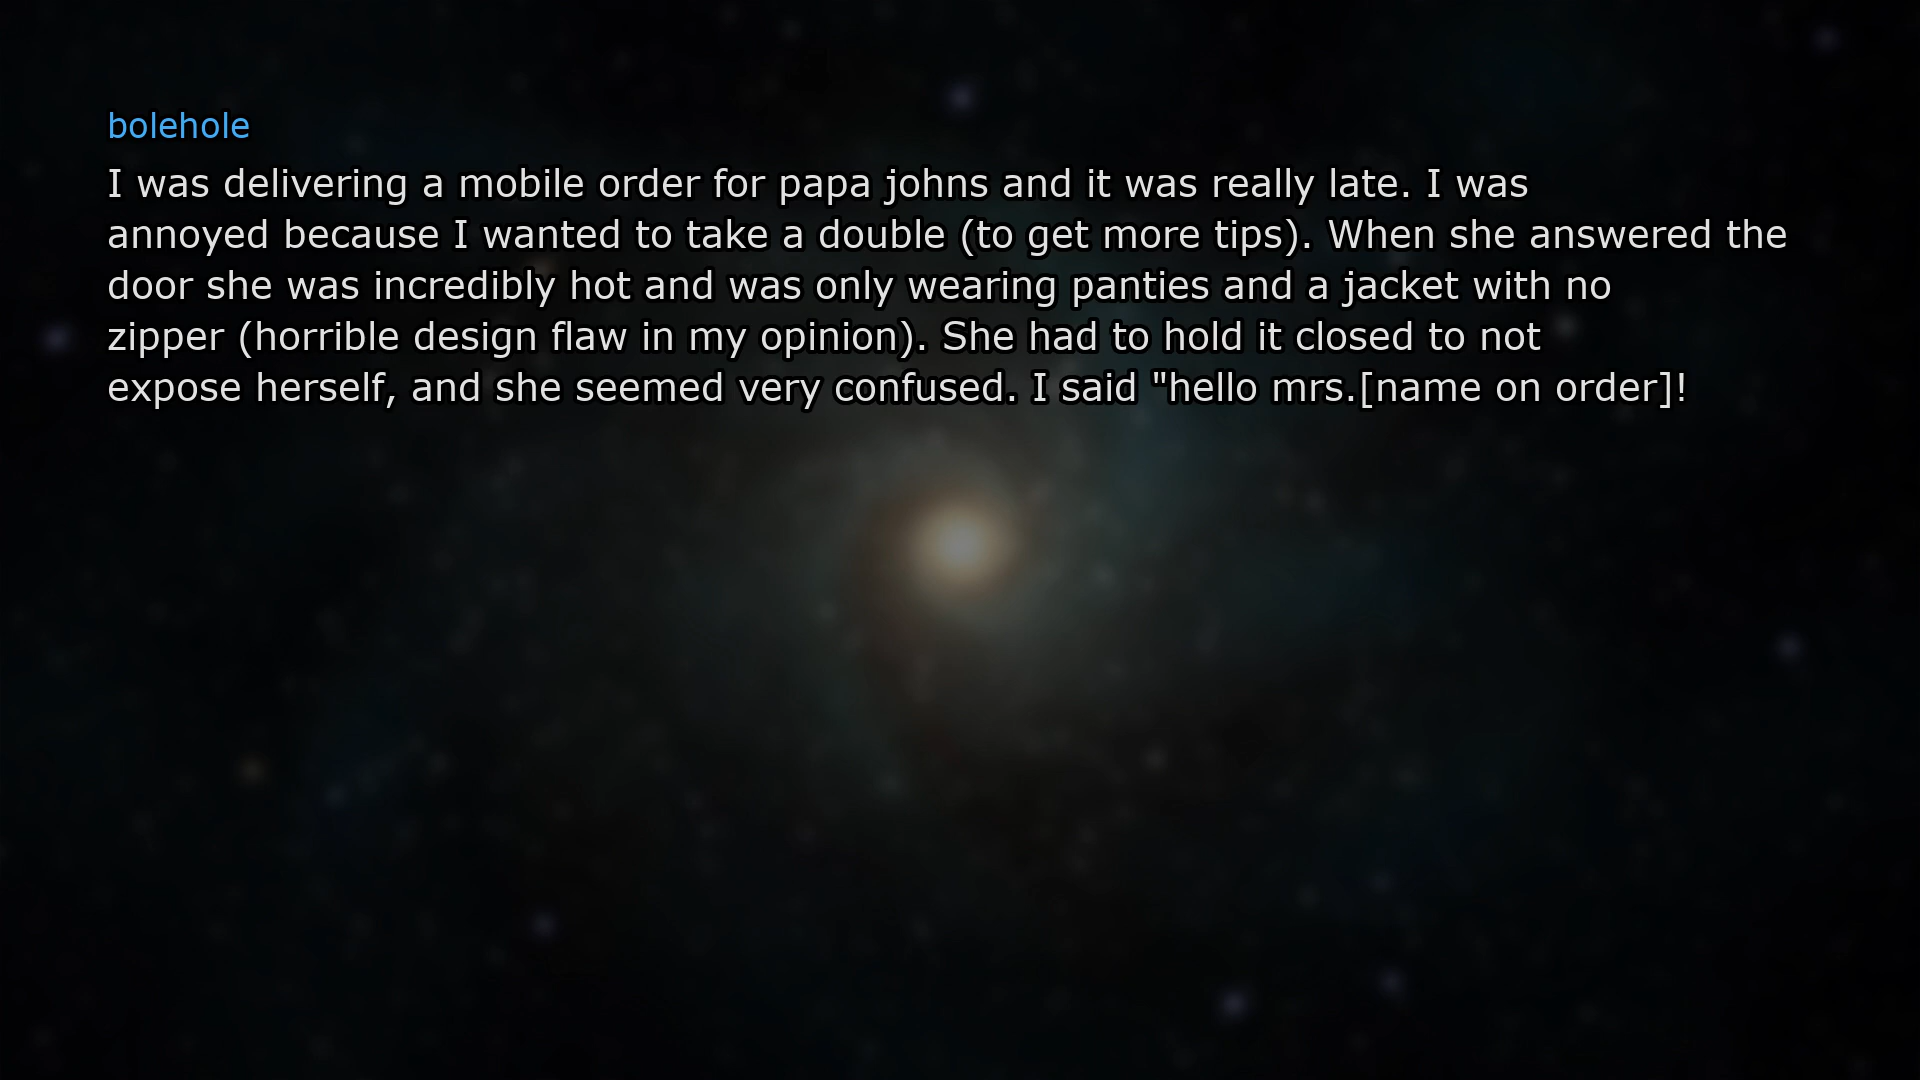 bolehole
I was delivering a mobile order for papa johns and it was really late. I was
annoyed because I wanted to take a double (to get more tips). When she answered the
door she was incredibly hot and was only wearing panties and a jacket with no
zipper (horrible design flaw in my opinion). She had to hold it closed to not
expose herself, and she seemed very confused. I said "hello mrs.[name on order]!